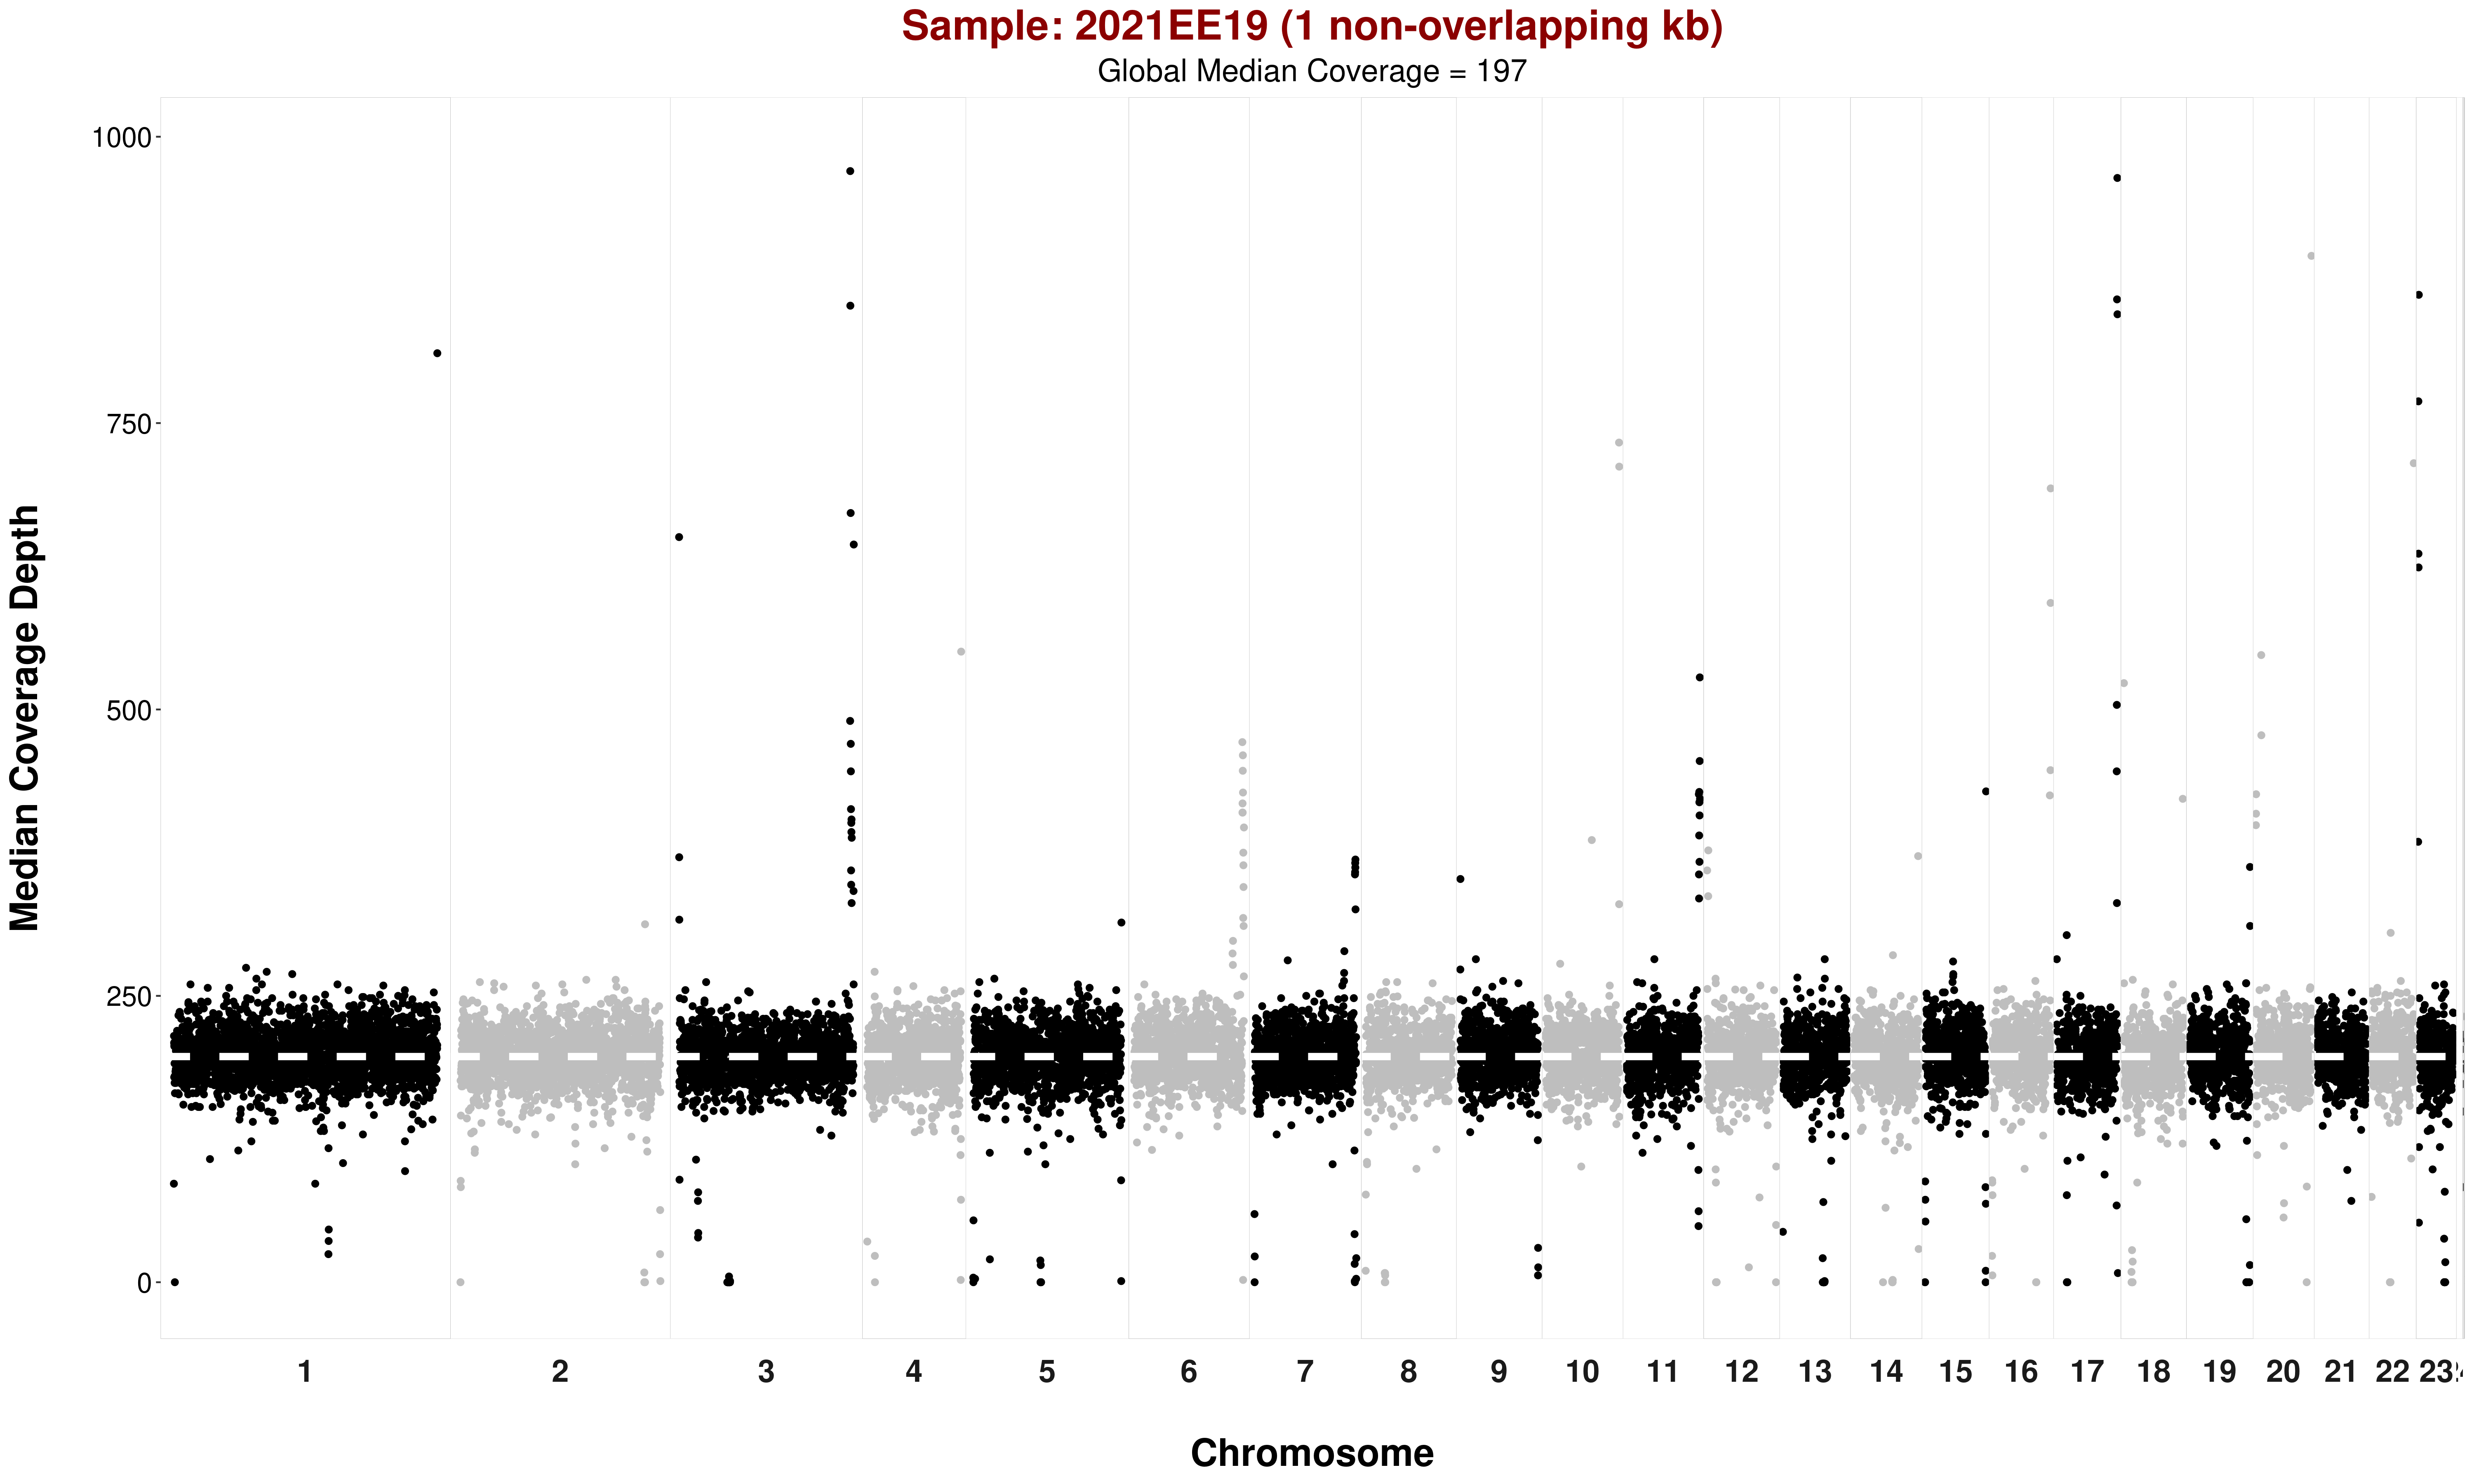 Sample: 2021EE19 (1 non-overlapping kb)
Global Median Coverage = 197
Median Coverage Depth
1000
750
500
250
0
1 2 3 4 5 6 7 8 9 10 11 12 13 14 15 16 17 18 19 20 21 22 23
Chromosome